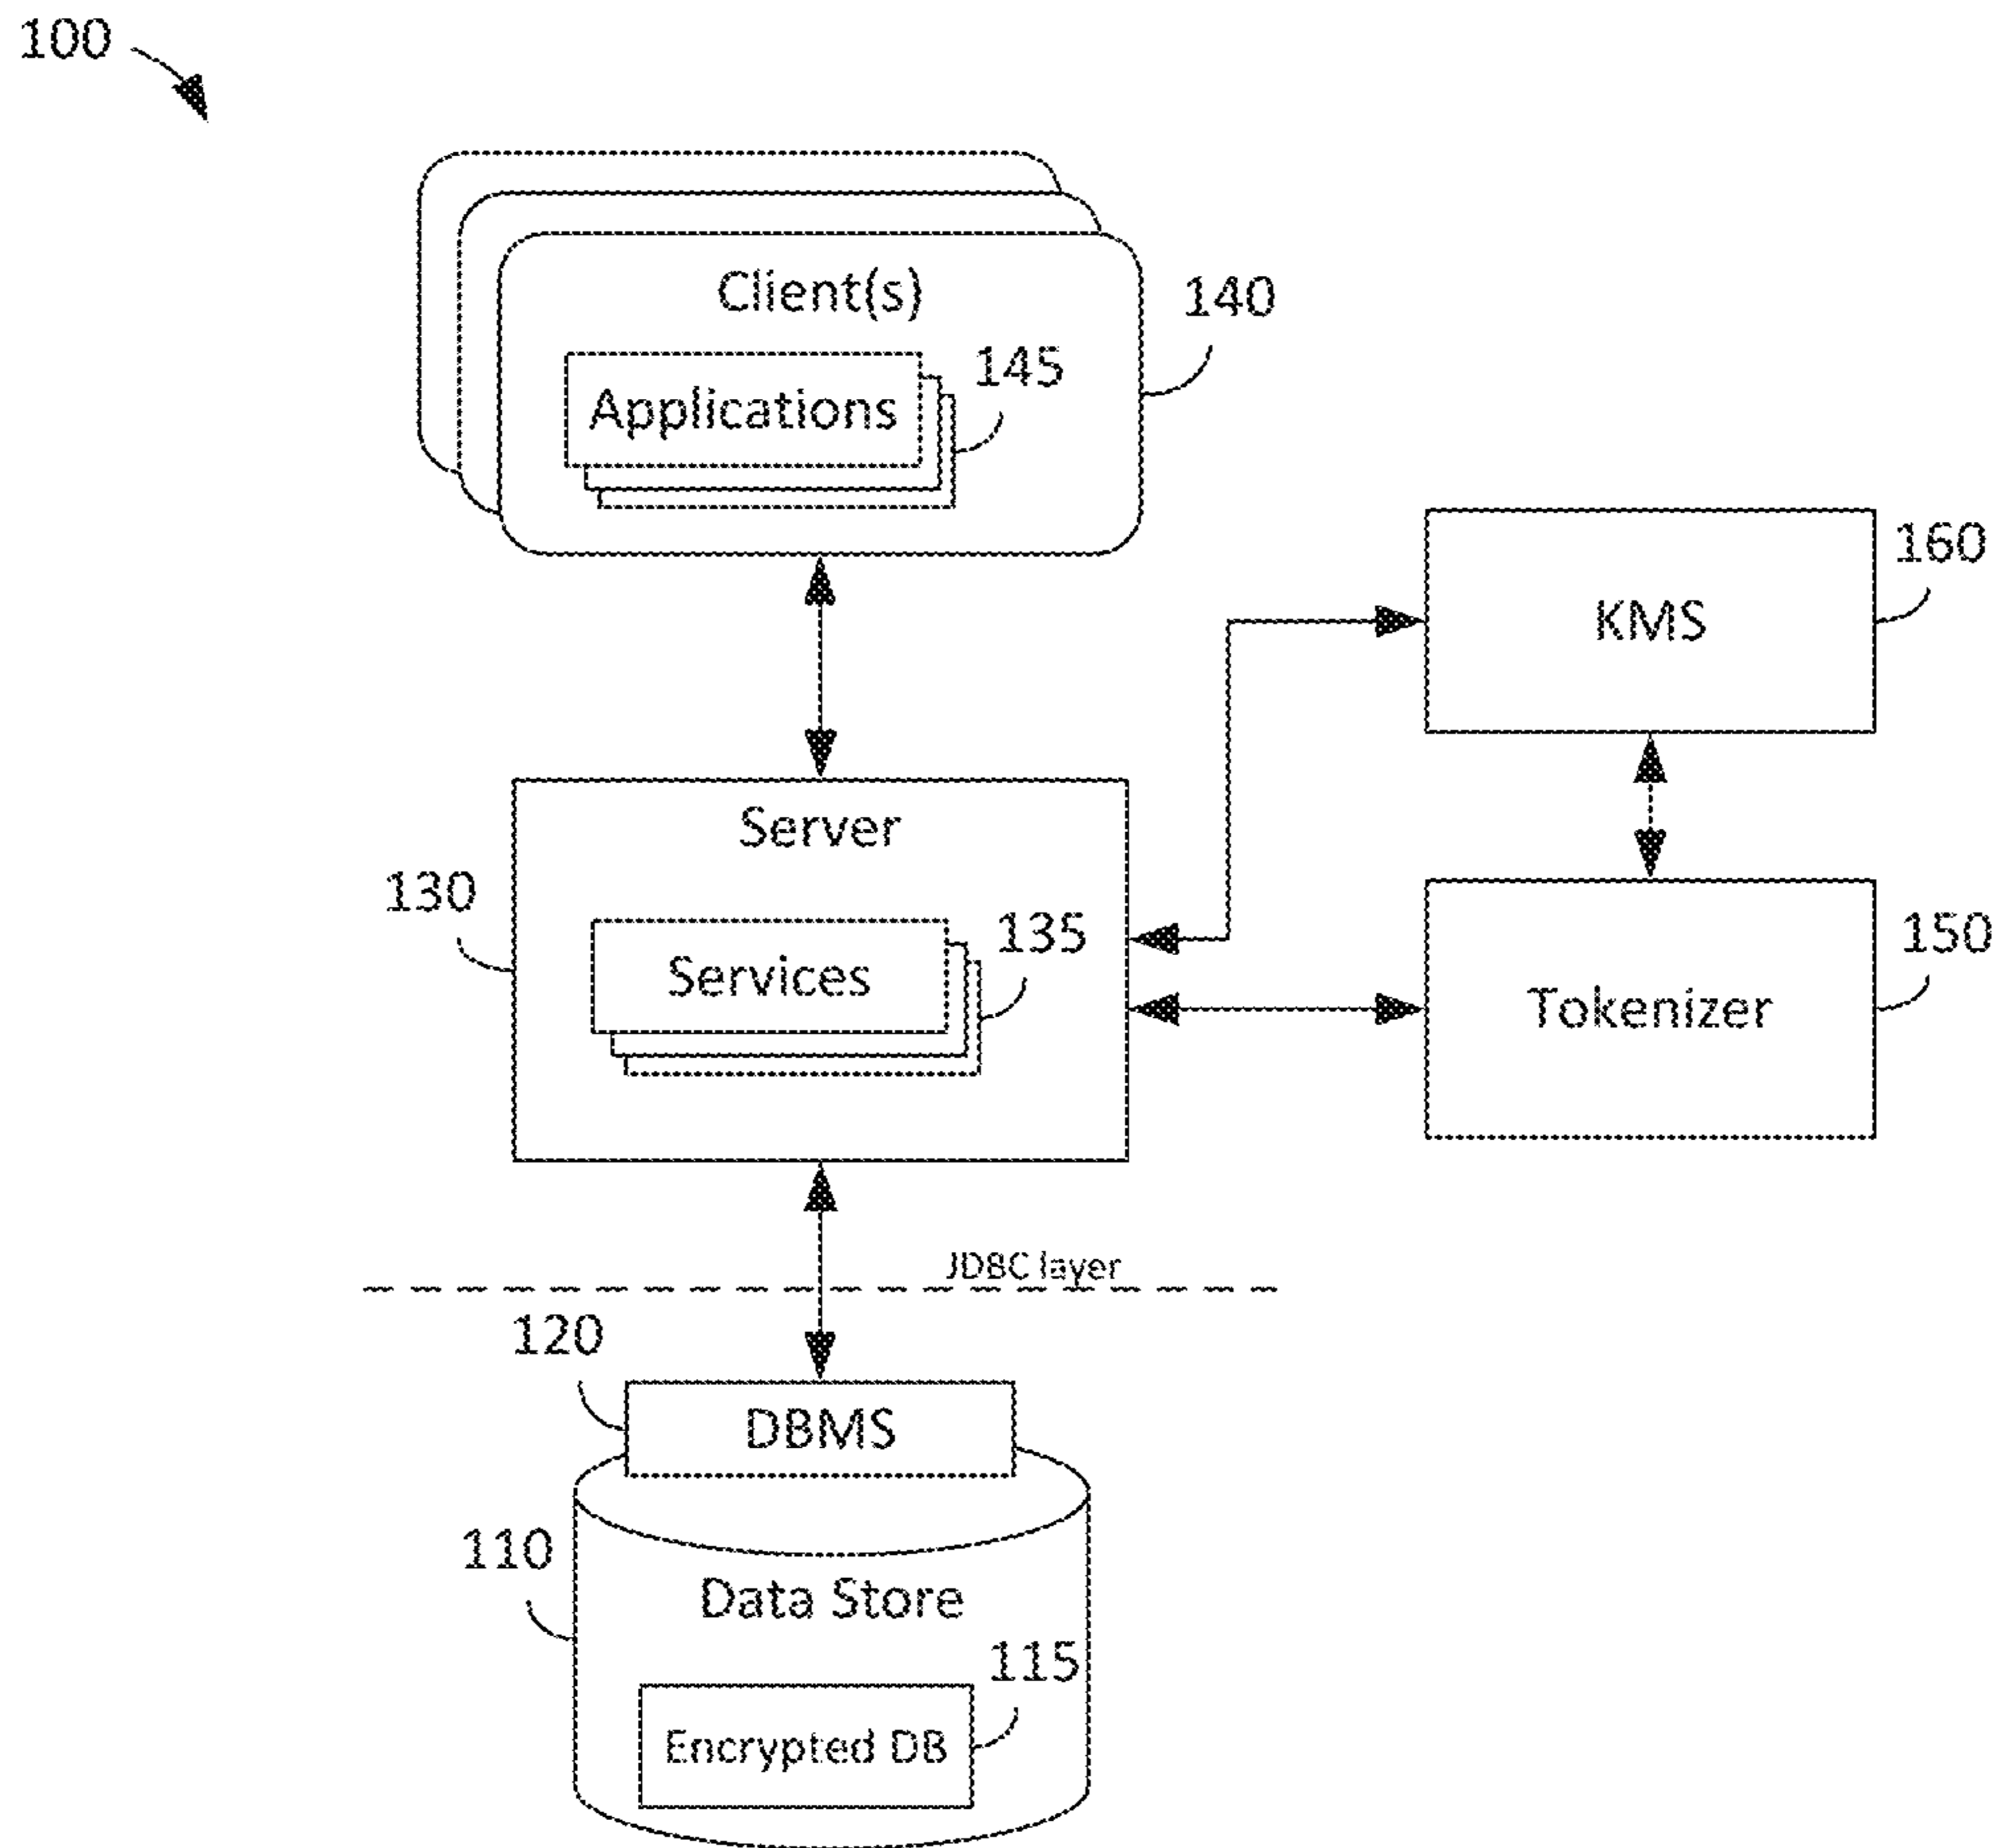 100
Client(s)
140
145
Applications
160
KMS
Server
130
135
150
Services
Tokenizer
JDBC layer
120
DBMS
110
Data Store
115
Encrypted DB